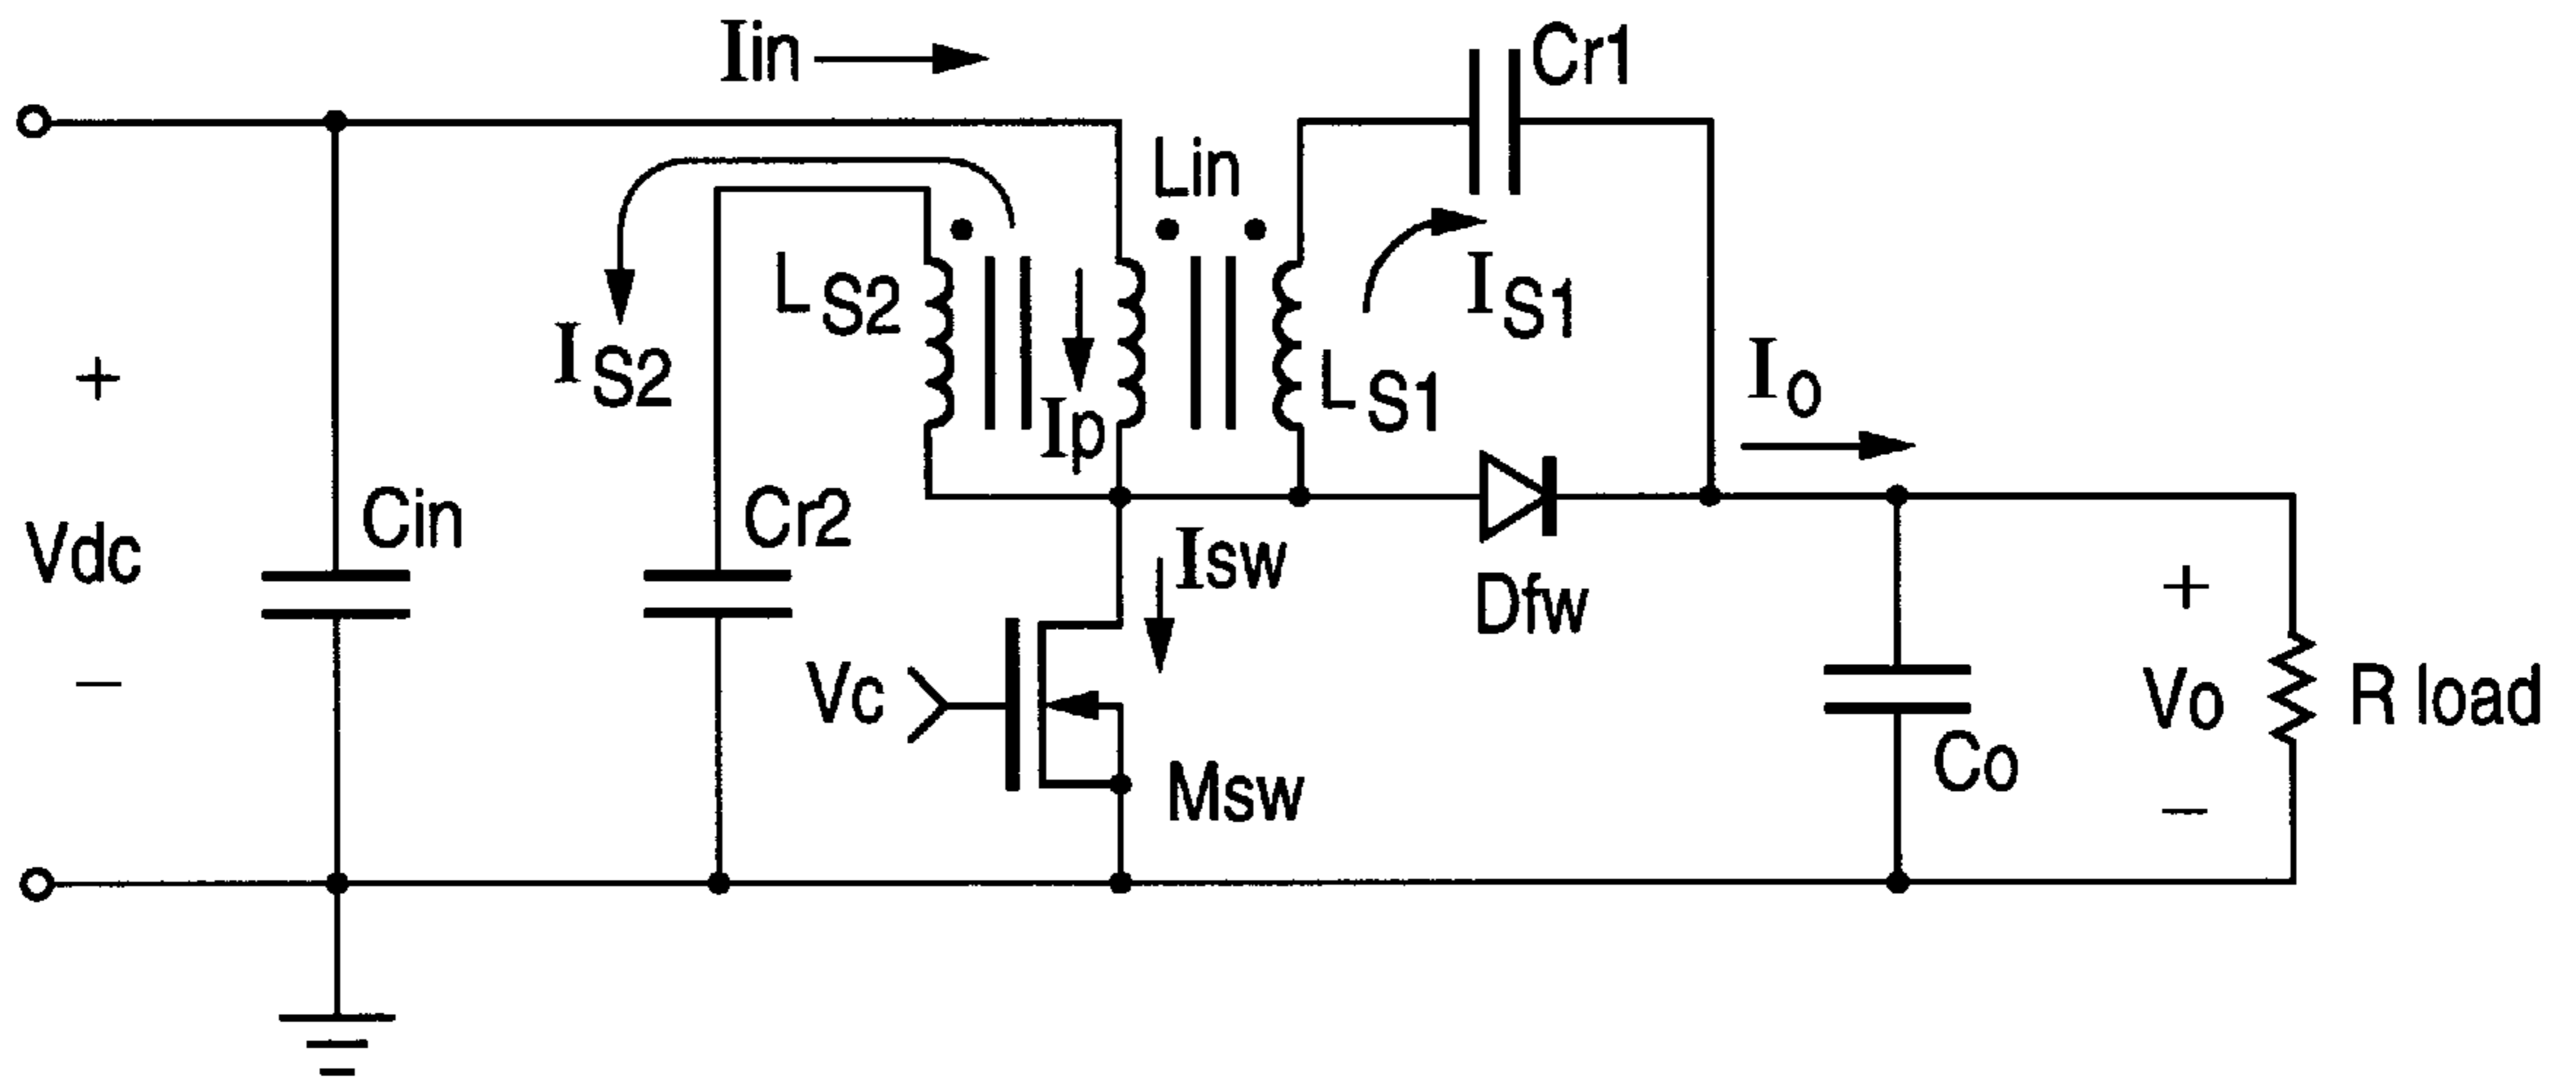 Iin
Cr1
Lin
LS2
IS1
IS2
LS1
Io
Ip
+
Cin
Cr2
Vdc
Isw
Dfw
+
−
Vc
Vo
R load
Msw
Co
−